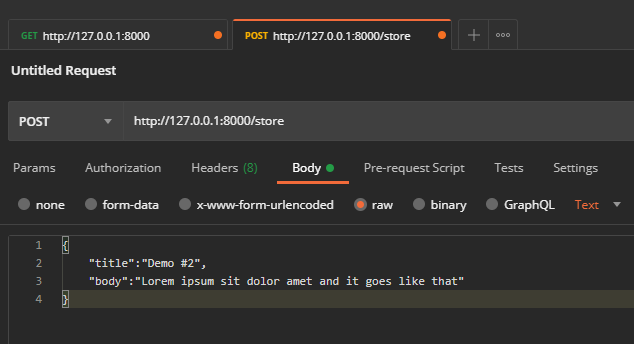 GET http://127.0.0.1:8000 POST http://127.0.0.1:8000/store + ooo
Untitled Request
POST http://127.0.0.1:8000/store
Params Authorization Headers (8) Body Pre-request Script Tests Settings
none form-data x-www-form-urlencoded raw binary GraphQL Text
1 {
2 "title":"Demo #2",
3 "body":"Lorem ipsum sit dolor amet and it goes like that"
4 }